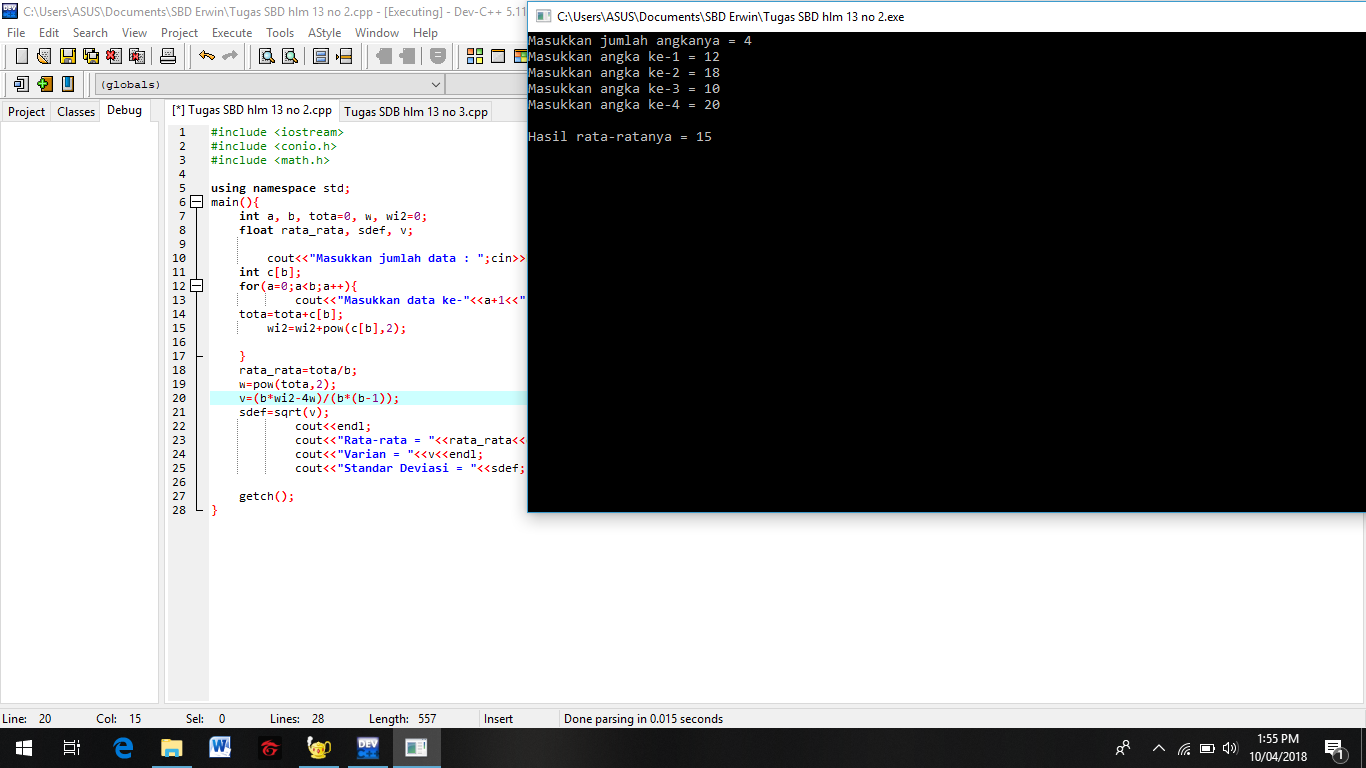 C:\Users\ASUS\Documents\SBD Erwin\Tugas SBD hlm 13 no 2.cpp - [Executing] - Dev-C++ 5.11
File Edit Search View Project Execute Tools AStyle Window Help
(globals)
Project Classes Debug
[*] Tugas SBD hlm 13 no 2.cpp Tugas SDB hlm 13 no 3.cpp
1 #include <iostream>
2 #include <conio.h>
3 #include <math.h>
4
5 using namespace std;
6 main(){
7 int a, b, tota=0, w, wi2=0;
8 float rata_rata, sdef, v;
9
10 cout<<"Masukkan jumlah data : ";cin>>
11 int c[b];
12 for(a=0;a<b;a++){
13 cout<<"Masukkan data ke-"<<a+1<<"
14 tota=tota+c[b];
15 wi2=wi2+pow(c[b],2);
16
17 }
18 rata_rata=tota/b;
19 w=pow(tota,2);
20 v=(b*wi2-4w)/(b*(b-1));
21 sdef=sqrt(v);
22 cout<<endl;
23 cout<<"Rata-rata = "<<rata_rata<<
24 cout<<"Varian = "<<v<<endl;
25 cout<<"Standar Deviasi = "<<sdef;
26
27 getch();
28 }
C:\Users\ASUS\Documents\SBD Erwin\Tugas SBD hlm 13 no 2.exe
Masukkan jumlah angkanya = 4
Masukkan angka ke-1 = 12
Masukkan angka ke-2 = 18
Masukkan angka ke-3 = 10
Masukkan angka ke-4 = 20
Hasil rata-ratanya = 15
Line: 20 Col: 15 Sel: 0 Lines: 28 Length: 557 Insert Done parsing in 0.015 seconds
DEV
1:55 PM
10/04/2018
1